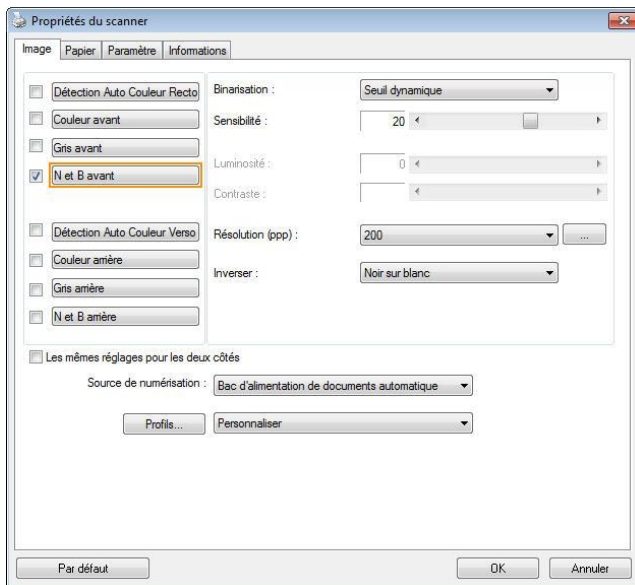 Propriétés du scanner
Image Papier Paramètre Informations
Détection Auto Couleur Recto
Couleur avant
Gris avant
N et B avant
Détection Auto Couleur Verso
Couleur arrière
Gris arrière
N et B arrière
Binarisation : Seuil dynamique
Sensibilité : 20
Luminosité : 0
Contraste :
Résolution (ppp) : 200 ...
Inverser : Noir sur blanc
Les mêmes réglages pour les deux côtés
Source de numérisation : Bac d'alimentation de documents automatique
Profils... Personnaliser
Par défaut OK Annuler